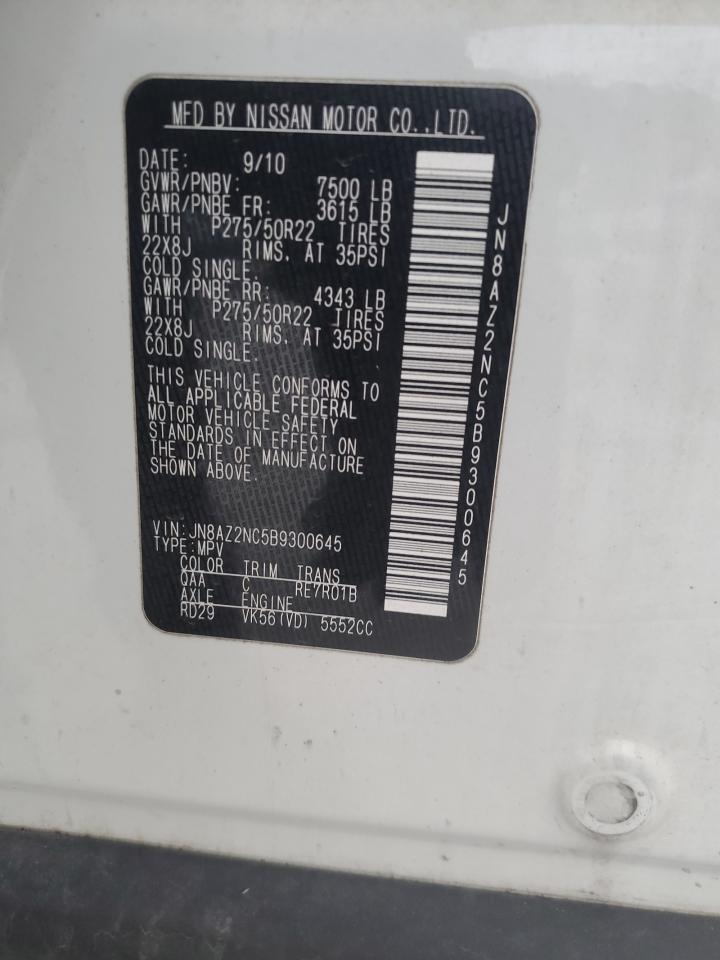 MFD BY NISSAN MOTOR CO.,LTD.
DATE: 9/10
GVWR/PNBV: 7500 LB
GAWR/PNBE FR: 3615 LB
WITH P275/50R22 TIRES
22X8J RIMS. AT 35PSI
COLD SINGLE.
GAWR/PNBE RR: 4343 LB
WITH P275/50R22 TIRES
22X8J RIMS. AT 35PSI
COLD SINGLE.
THIS VEHICLE CONFORMS TO
ALL APPLICABLE FEDERAL
MOTOR VEHICLE SAFETY
STANDARDS IN EFFECT ON
THE DATE OF MANUFACTURE
SHOWN ABOVE.
VIN:JN8AZ2NC5B9300645
TYPE:MPV
COLOR TRIM TRANS
QAA C RE7R01B
AXLE ENGINE
RD29 VK56(VD) 5552CC
JN8AZ2NC5B9300645